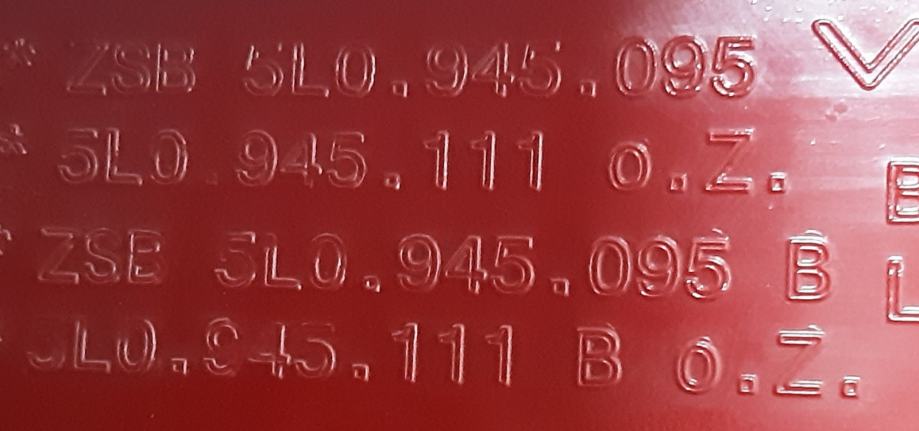 * ZSB 5L0.945.095
* 5L0.945.111 o.Z.
* ZSB 5L0.945.095 B
* 5L0.945.111 B o.Z.